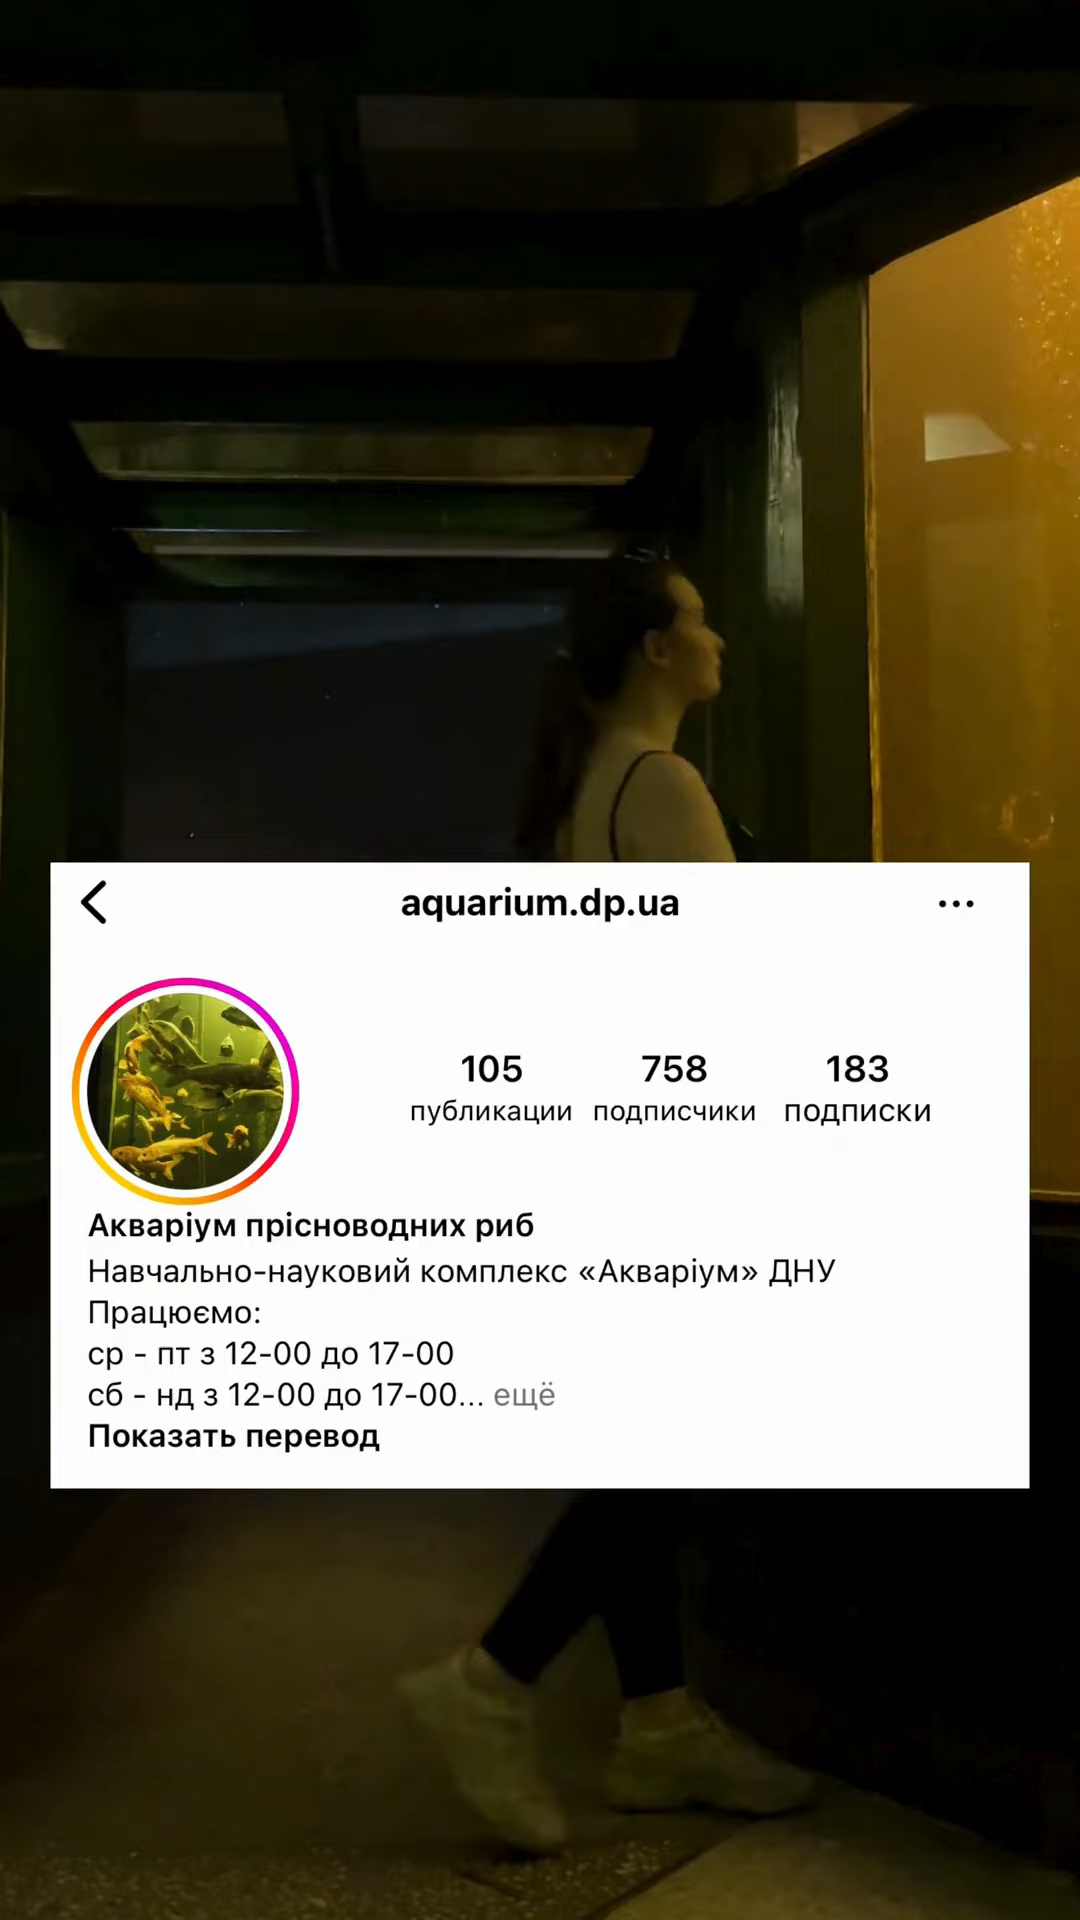 aquarium.dp.ua
105 758 183
публикации подписчики подписки
Акваріум прісноводних риб
Навчально-науковий комплекс «Акваріум» ДНУ
Працюємо:
ср - пт з 12-00 до 17-00
сб - нд з 12-00 до 17-00... ещё
Показать перевод